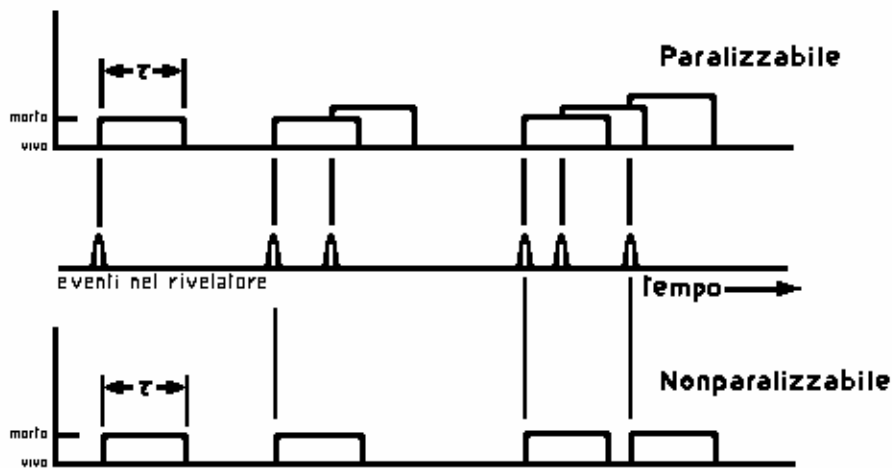 Paralizzabile
τ
morto
vivo
eventi nel rivelatore
tempo
τ
Nonparalizzabile
morto
vivo